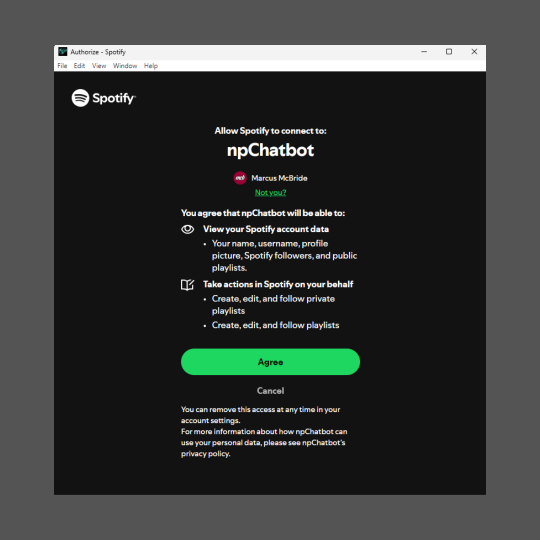 Authorize - Spotify
File Edit View Window Help
Spotify
Allow Spotify to connect to:
npChatbot
mcb Marcus McBride
Not you?
You agree that npChatbot will be able to:
View your Spotify account data
• Your name, username, profile
picture, Spotify followers, and public
playlists.
Take actions in Spotify on your behalf
• Create, edit, and follow private
playlists
• Create, edit, and follow playlists
Agree
Cancel
You can remove this access at any time in your
account settings.
For more information about how npChatbot can
use your personal data, please see npChatbot's
privacy policy.